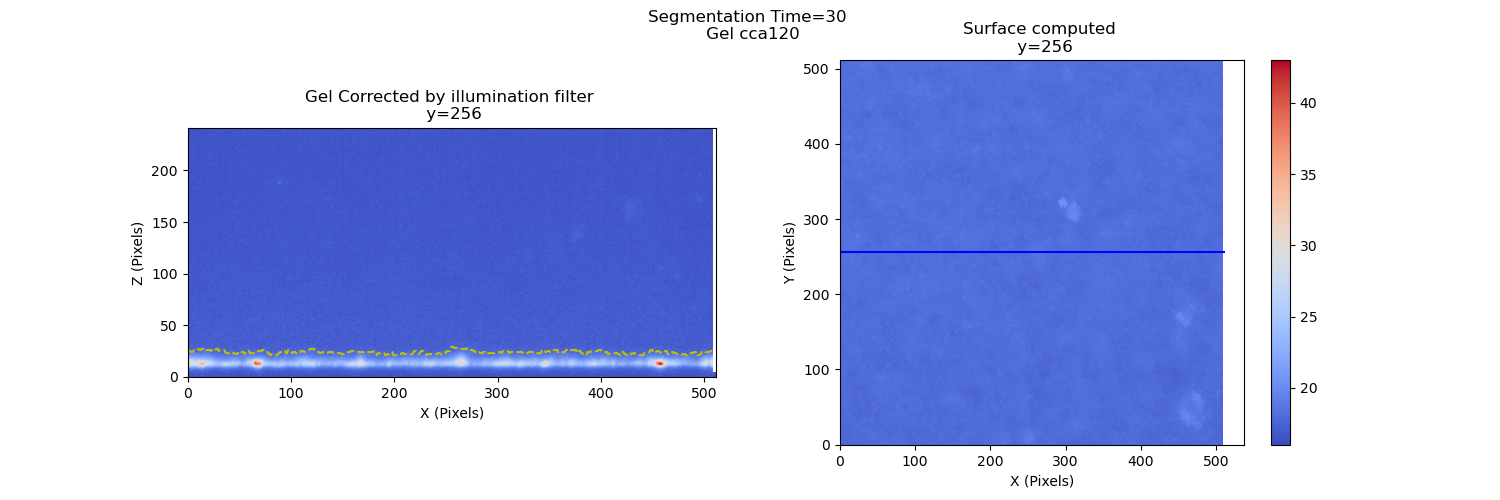 Segmentation Time=30
Gel cca120
Gel Corrected by illumination filter
y=256
Z (Pixels)
200
150
100
50
0
0 100 200 300 400 500
X (Pixels)
Surface computed
y=256
Y (Pixels)
500
400
300
200
100
0
0 100 200 300 400 500
X (Pixels)
40
35
30
25
20